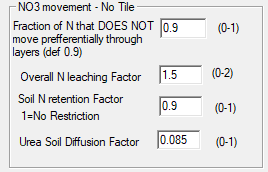 NO3 movement - No Tile
Fraction of N that DOES NOT 0.9 (0-1)
move prefferentially through
layers (def 0.9)
Overall N leaching Factor 1.5 (0-2)
Soil N retention Factor 0.9 (0-1)
1=No Restriction
Urea Soil Diffusion Factor 0.085 (0-1)